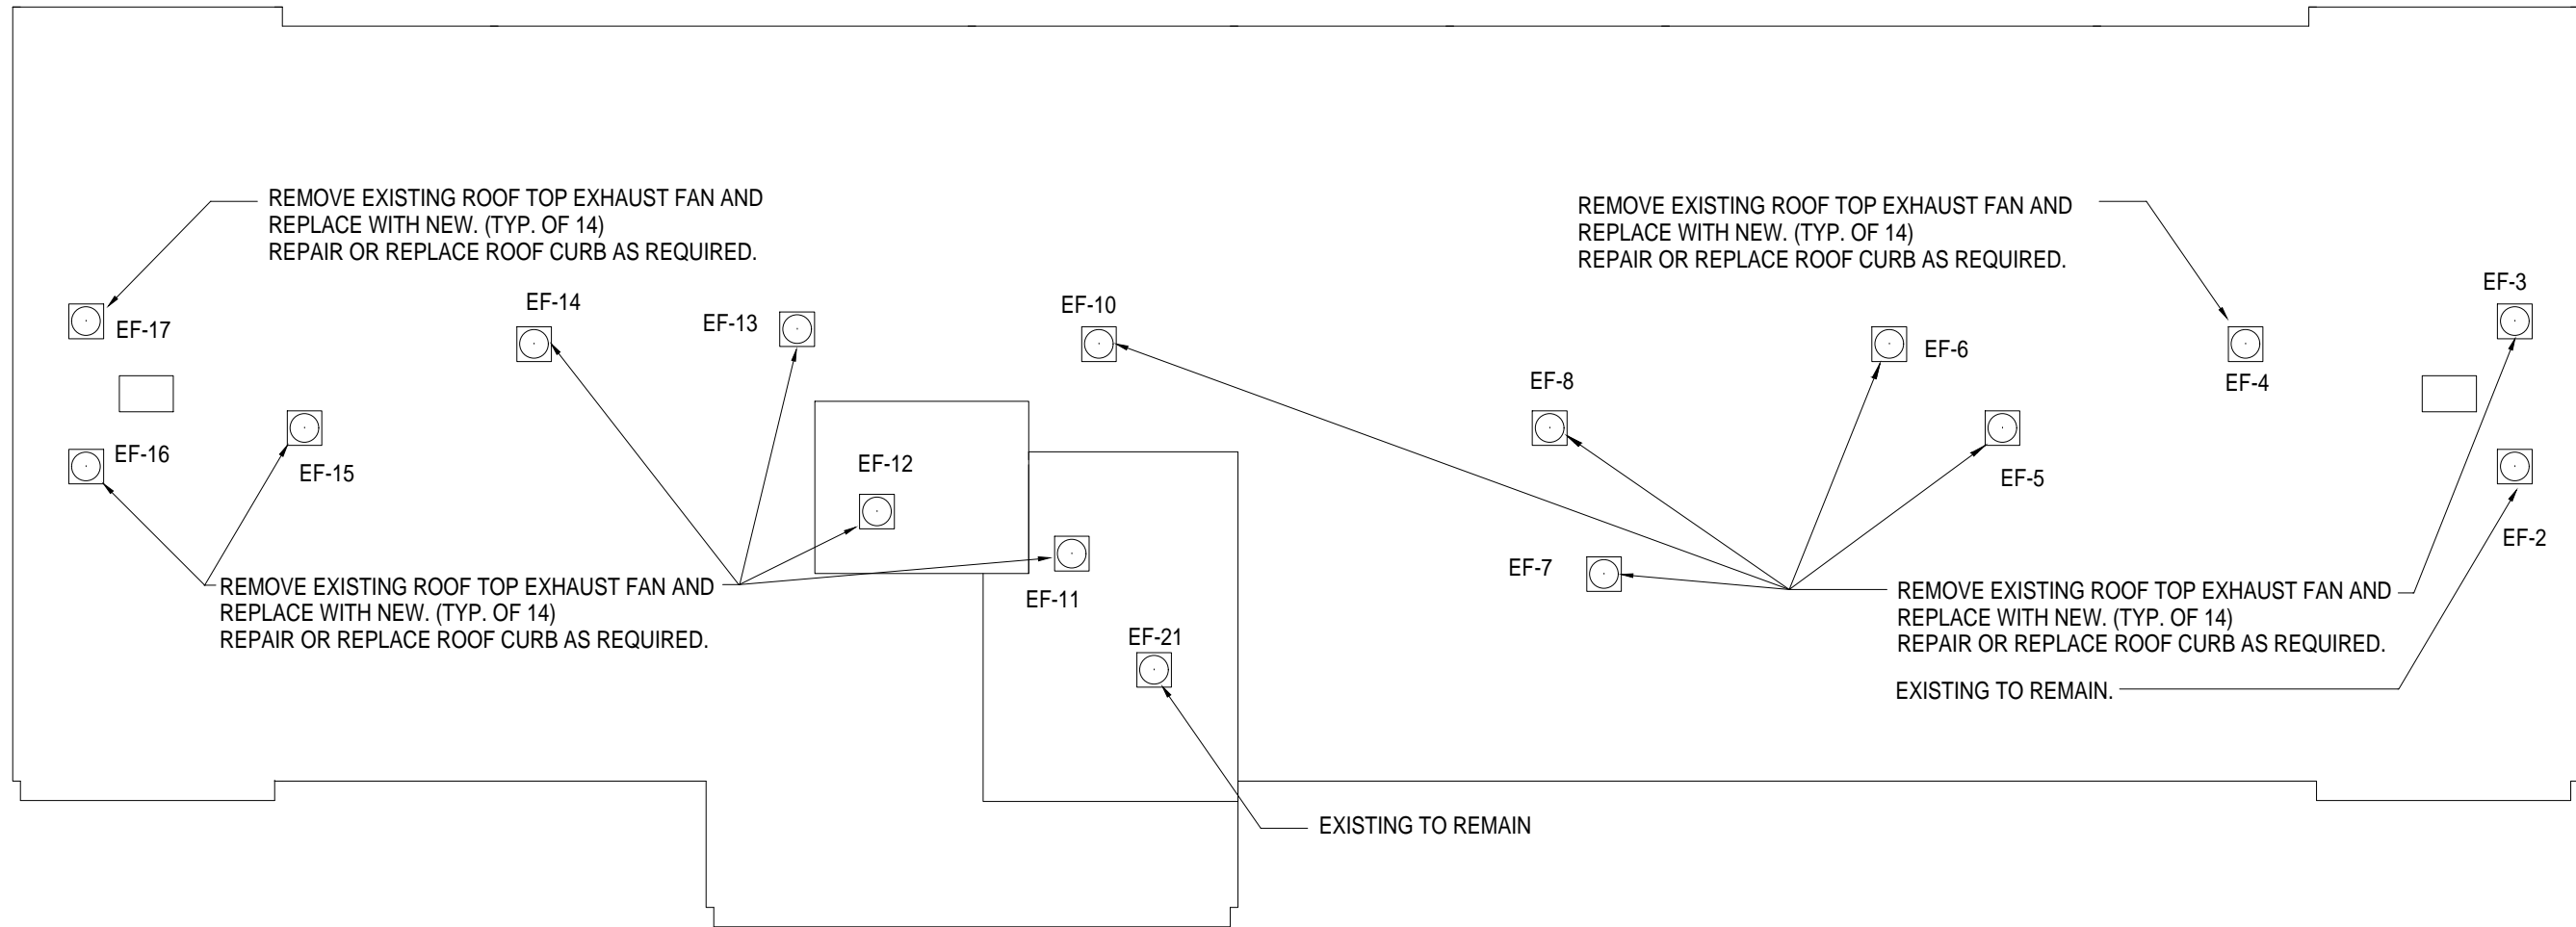 REMOVE EXISTING ROOF TOP EXHAUST FAN AND
REPLACE WITH NEW. (TYP. OF 14)
REPAIR OR REPLACE ROOF CURB AS REQUIRED.
REMOVE EXISTING ROOF TOP EXHAUST FAN AND
REPLACE WITH NEW. (TYP. OF 14)
REPAIR OR REPLACE ROOF CURB AS REQUIRED.
EF-17
EF-14
EF-13
EF-10
EF-6
EF-8
EF-4
EF-3
EF-16
EF-15
EF-12
EF-5
EF-2
EF-7
EF-11
EF-21
REMOVE EXISTING ROOF TOP EXHAUST FAN AND
REPLACE WITH NEW. (TYP. OF 14)
REPAIR OR REPLACE ROOF CURB AS REQUIRED.
REMOVE EXISTING ROOF TOP EXHAUST FAN AND
REPLACE WITH NEW. (TYP. OF 14)
REPAIR OR REPLACE ROOF CURB AS REQUIRED.
EXISTING TO REMAIN.
EXISTING TO REMAIN